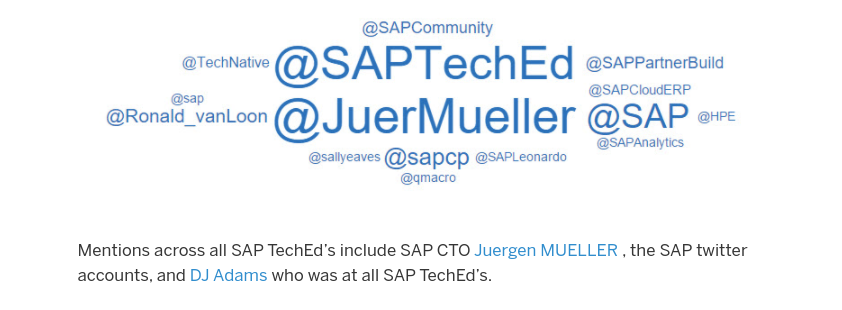 @SAPCommunity
@TechNative @SAPTechEd @SAPPartnerBuild
@SAPCloudERP
@sap
@Ronald_vanLoon @JuerMueller @SAP @HPE
@SAPAnalytics
@sallyeaves @sapcp @SAPLeonardo
@qmacro
Mentions across all SAP TechEd’s include SAP CTO Juergen MUELLER , the SAP twitter
accounts, and DJ Adams who was at all SAP TechEd’s.